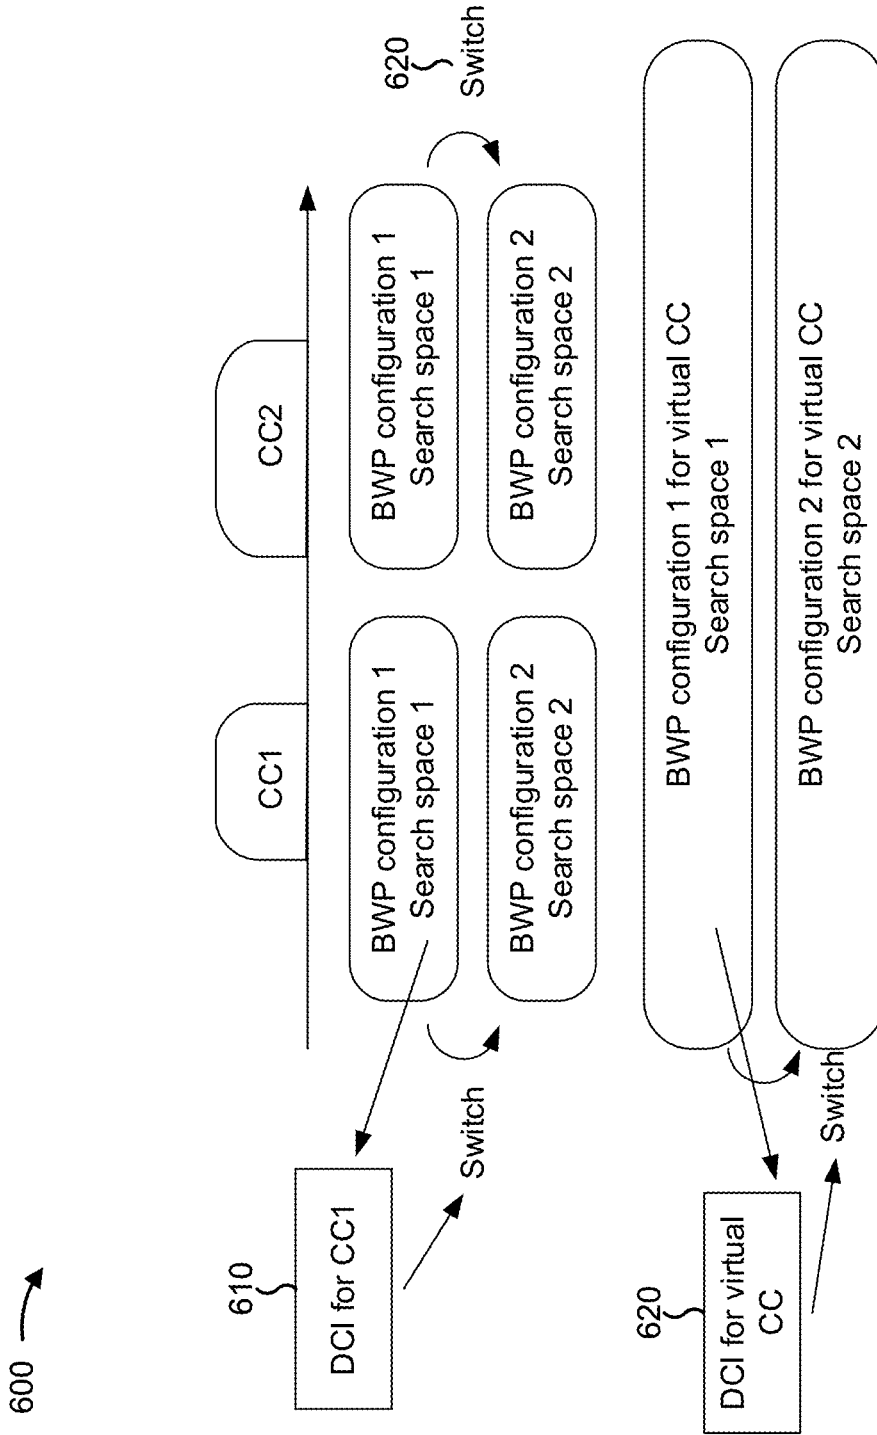 600
CC1
CC2
610
DCI for CC1
BWP configuration 1
Search space 1
BWP configuration 1
Search space 1
620
Switch
Switch
BWP configuration 2
Search space 2
BWP configuration 2
Search space 2
620
DCI for virtual
CC
BWP configuration 1 for virtual CC
Search space 1
Switch
BWP configuration 2 for virtual CC
Search space 2